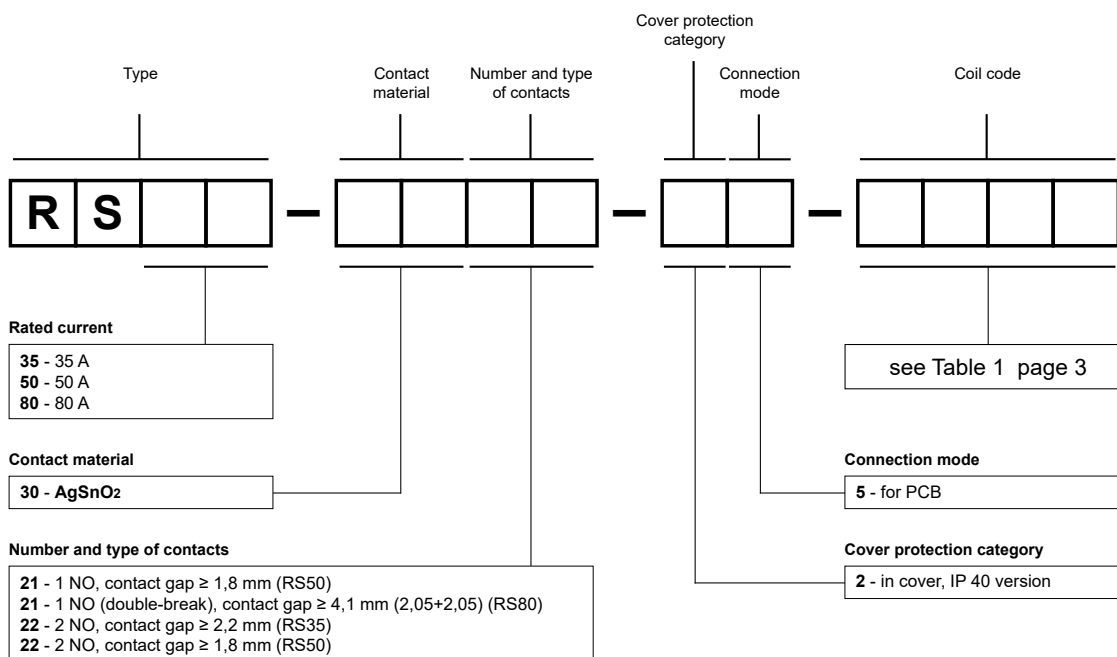 Cover protection
category
Type
Contact
material
Number and type
of contacts
Connection
mode
Coil code
R S – – –
Rated current
35 - 35 A
50 - 50 A
80 - 80 A
see Table 1 page 3
Contact material
30 - AgSnO2
Connection mode
5 - for PCB
Number and type of contacts
21 - 1 NO, contact gap ≥ 1,8 mm (RS50)
21 - 1 NO (double-break), contact gap ≥ 4,1 mm (2,05+2,05) (RS80)
22 - 2 NO, contact gap ≥ 2,2 mm (RS35)
22 - 2 NO, contact gap ≥ 1,8 mm (RS50)
Cover protection category
2 - in cover, IP 40 version